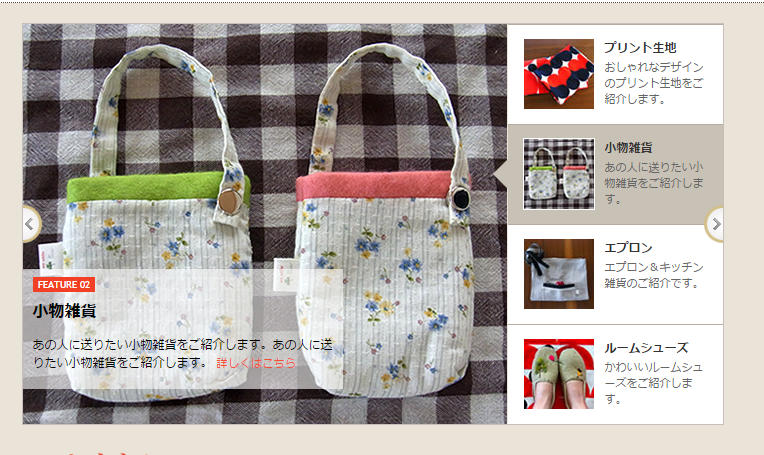 FEATURE 02
小物雑貨
あの人に送りたい小物雑貨をご紹介します。あの人に送
りたい小物雑貨をご紹介します。 詳しくはこちら
プリント生地
おしゃれなデザイン
のプリント生地をご
紹介します。
小物雑貨
あの人に送りたい小
物雑貨をご紹介しま
す。
エプロン
エプロン＆キッチン
雑貨のご紹介です。
ルームシューズ
かわいいルームシュ
ーズをご紹介しま
す。